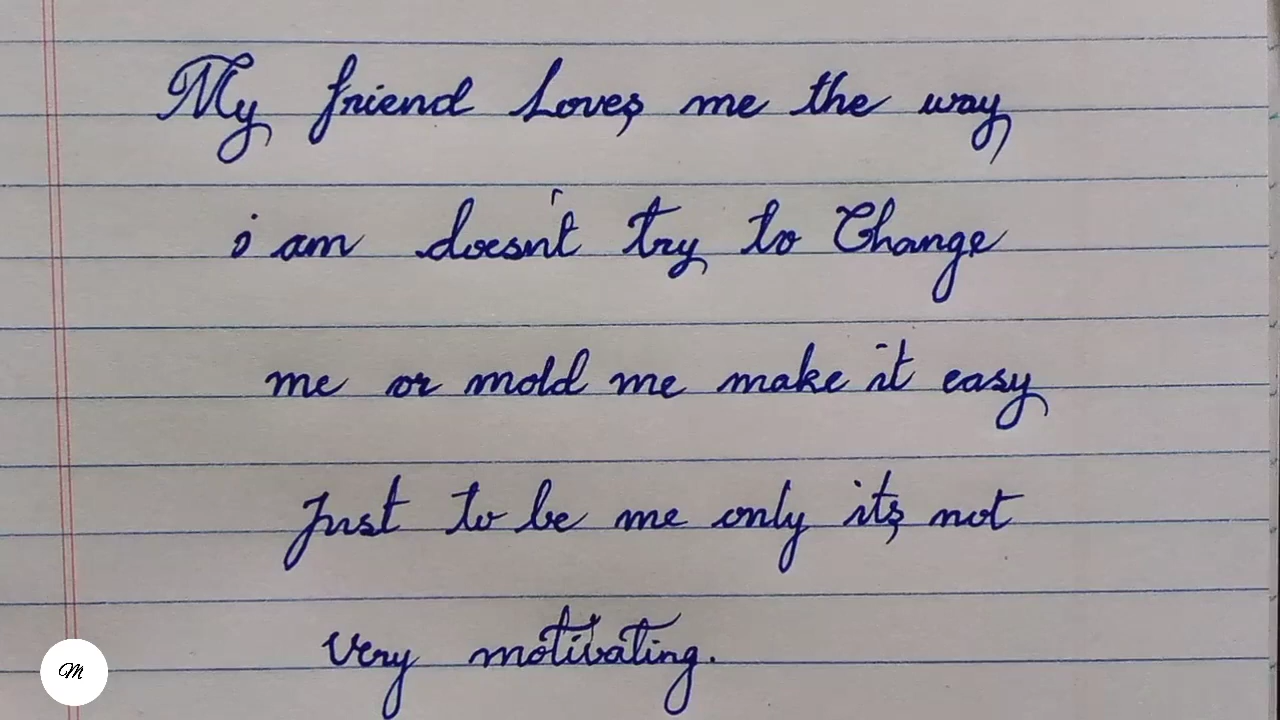 My friend Loves me the way
i am doesn't try to Change
me or mold me make it easy
Just to be me only its not
very motivating.
M